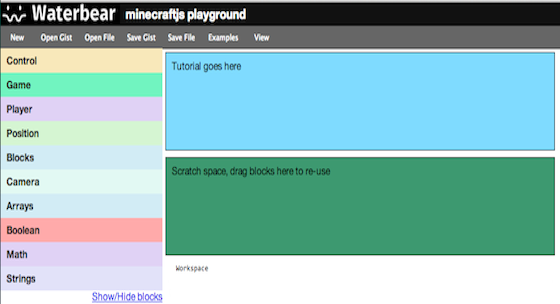 Waterbear minecraftjs playground
New Open Gist Open File Save Gist Save File Examples View
Control
Game
Player
Position
Blocks
Camera
Arrays
Boolean
Math
Strings
Show/Hide blocks
Tutorial goes here
Scratch space, drag blocks here to re-use
Workspace